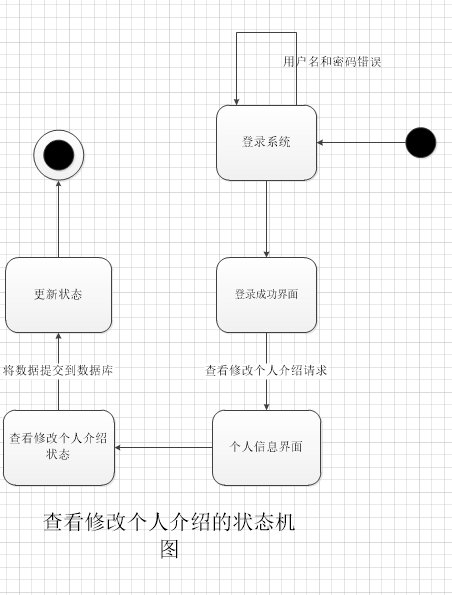 用户名和密码错误
登录系统
更新状态
登录成功界面
将数据提交到数据库
查看修改个人介绍请求
查看修改个人介绍
状态
个人信息界面
查看修改个人介绍的状态机
图